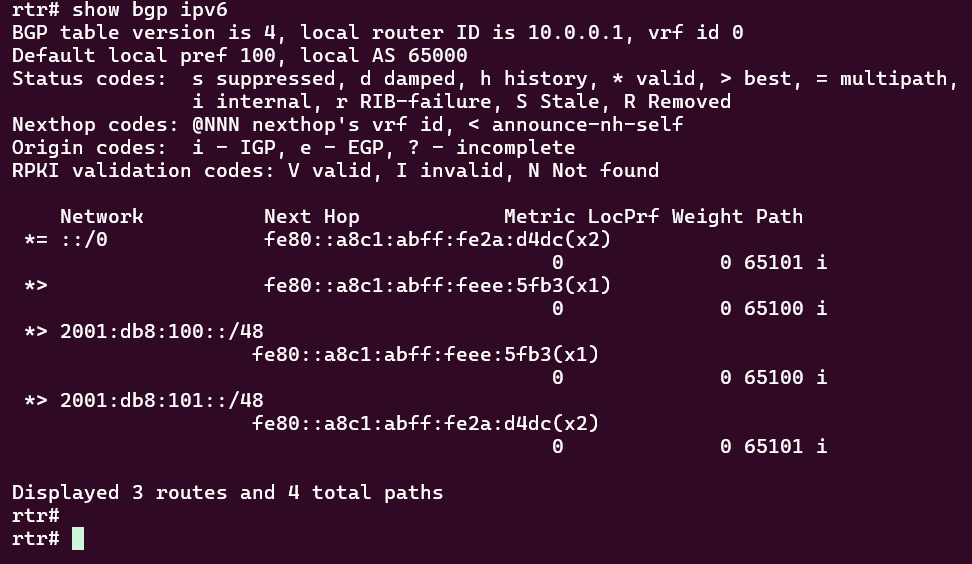 rtr# show bgp ipv6
BGP table version is 4, local router ID is 10.0.0.1, vrf id 0
Default local pref 100, local AS 65000
Status codes:  s suppressed, d damped, h history, * valid, > best, = multipath,
               i internal, r RIB-failure, S Stale, R Removed
Nexthop codes: @NNN nexthop's vrf id, < announce-nh-self
Origin codes:  i - IGP, e - EGP, ? - incomplete
RPKI validation codes: V valid, I invalid, N Not found

    Network          Next Hop            Metric LocPrf Weight Path
 *= ::/0             fe80::a8c1:abff:fe2a:d4dc(x2)
                                             0             0 65101 i
 *>                  fe80::a8c1:abff:feee:5fb3(x1)
                                             0             0 65100 i
 *> 2001:db8:100::/48
                    fe80::a8c1:abff:feee:5fb3(x1)
                                             0             0 65100 i
 *> 2001:db8:101::/48
                    fe80::a8c1:abff:fe2a:d4dc(x2)
                                             0             0 65101 i

Displayed 3 routes and 4 total paths
rtr#
rtr#